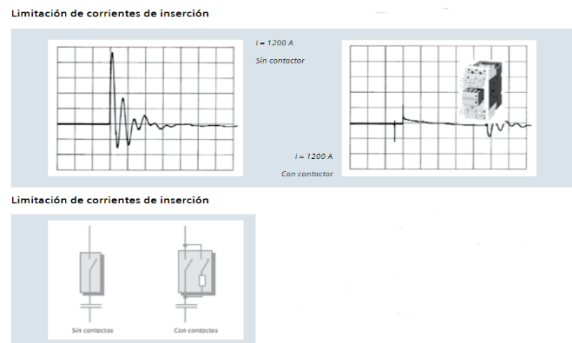 Limitación de corrientes de inserción
I = 1200 A
Sin contactor
I = 1200 A
Con contactor
Limitación de corrientes de inserción
Sin contactos
Con contactos